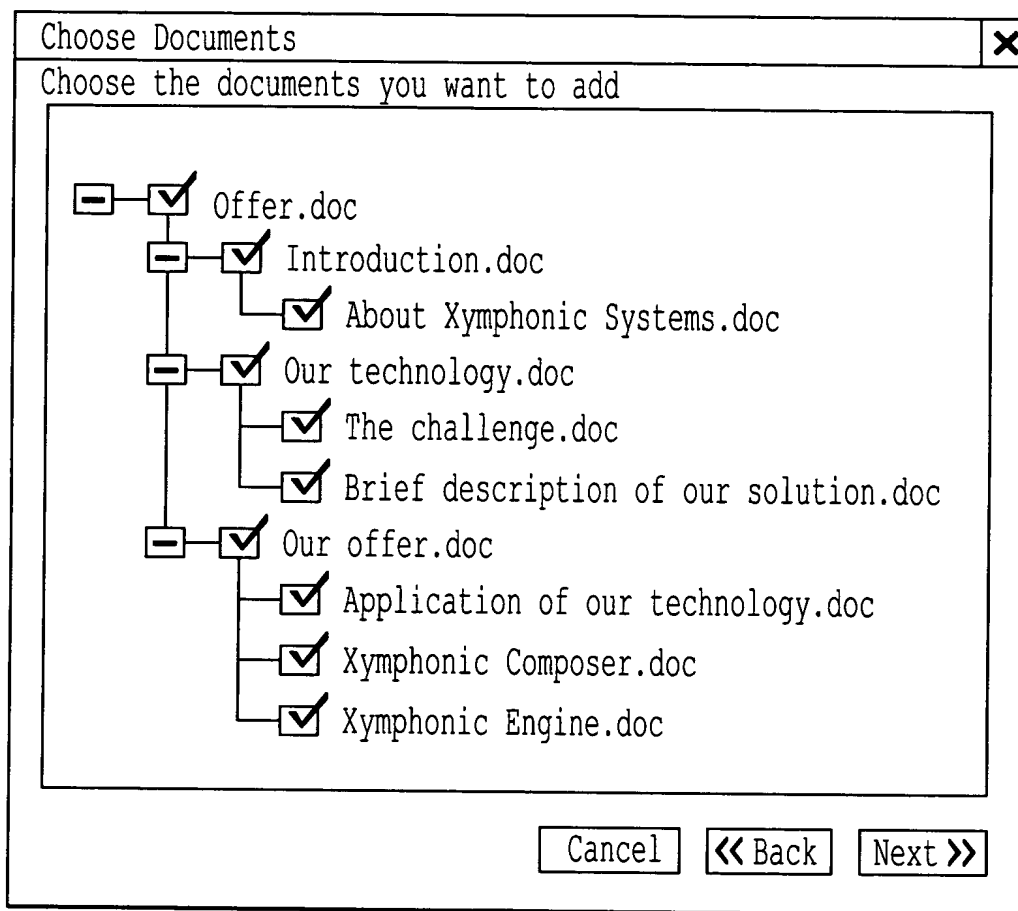 Choose Documents
Choose the documents you want to add
Offer.doc
Introduction.doc
About Xymphonic Systems.doc
Our technology.doc
The challenge.doc
Brief description of our solution.doc
Our offer.doc
Application of our technology.doc
Xymphonic Composer.doc
Xymphonic Engine.doc
Cancel << Back Next >>